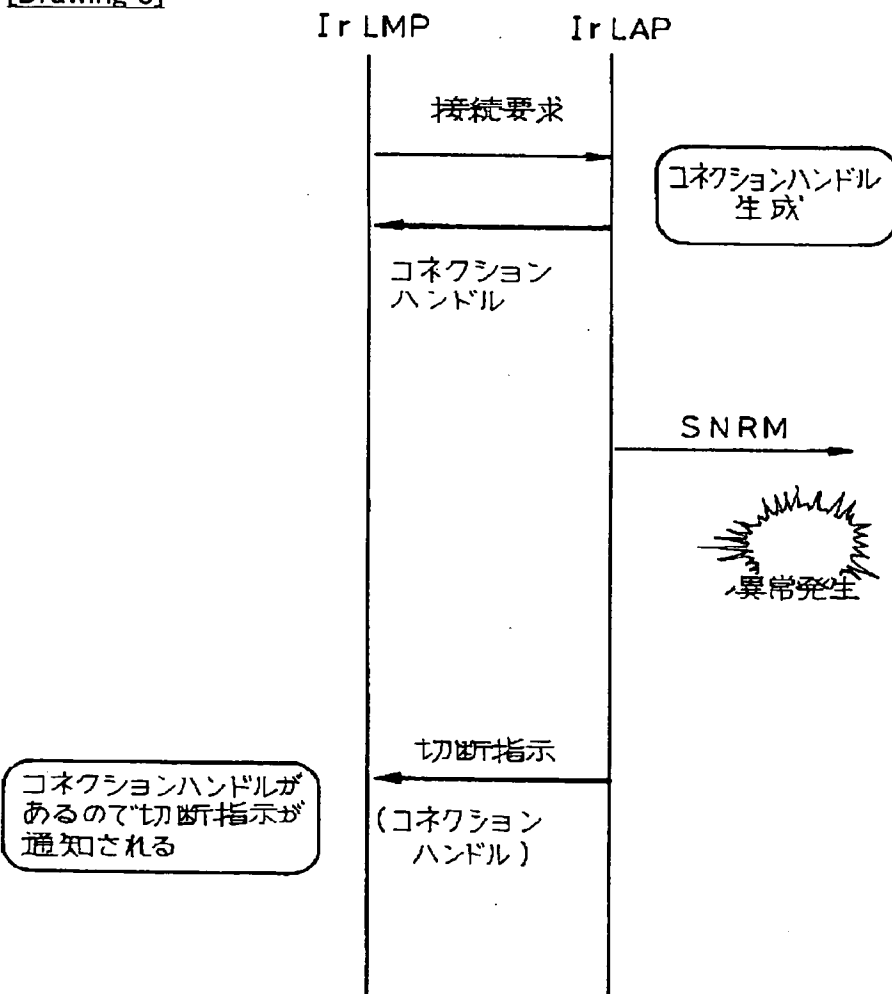 Ir LMP Ir LAP
接続要求
コネクションハンドル
生成
コネクション
ハンドル
SNRM
異常発生
切断指示
コネクションハンドルが
あるので切断指示が
通知される
(コネクション
ハンドル)